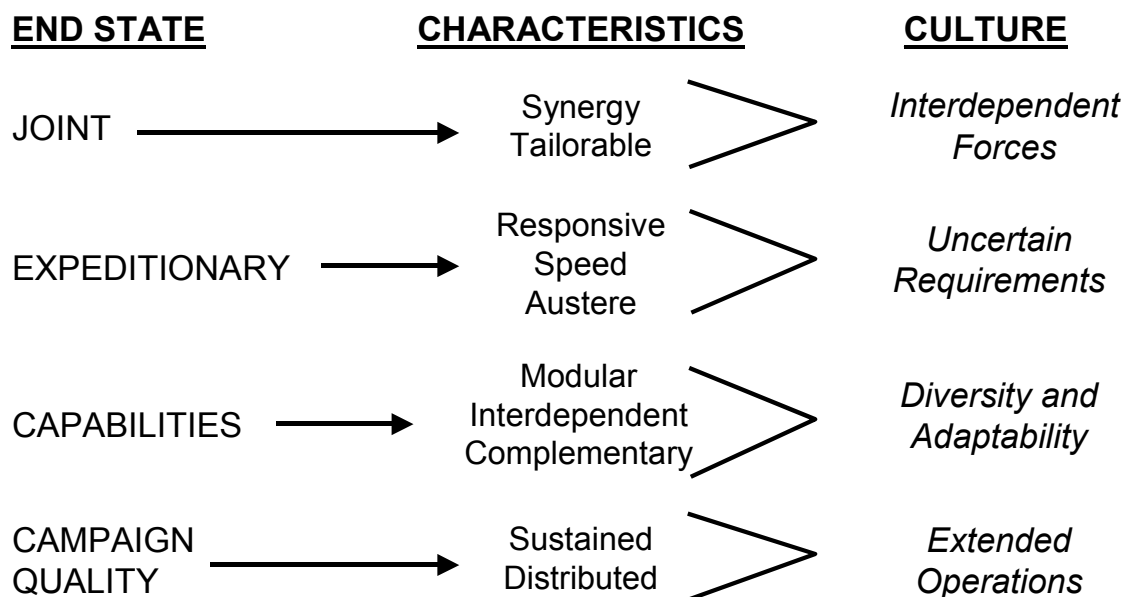 END STATE CHARACTERISTICS CULTURE
JOINT
Synergy
Tailorable
Interdependent
Forces
EXPEDITIONARY
Responsive
Speed
Austere
Uncertain
Requirements
CAPABILITIES
Modular
Interdependent
Complementary
Diversity and
Adaptability
CAMPAIGN
QUALITY
Sustained
Distributed
Extended
Operations